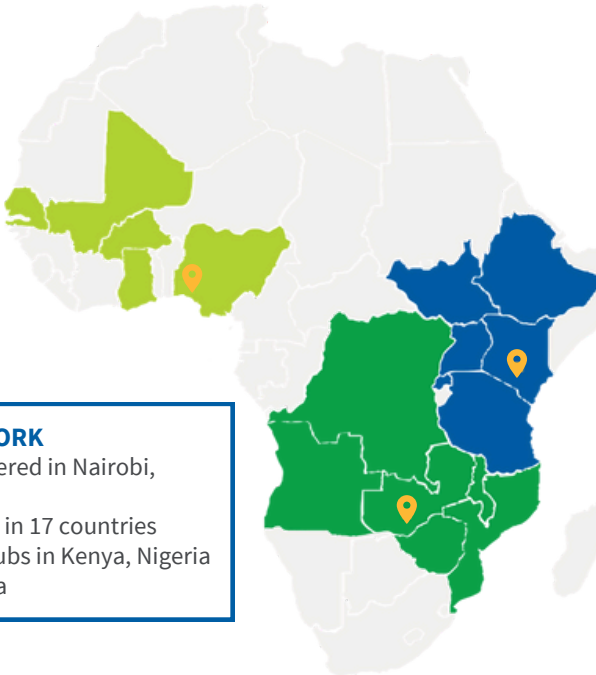 ORK
ered in Nairobi,
in 17 countries
ubs in Kenya, Nigeria
a